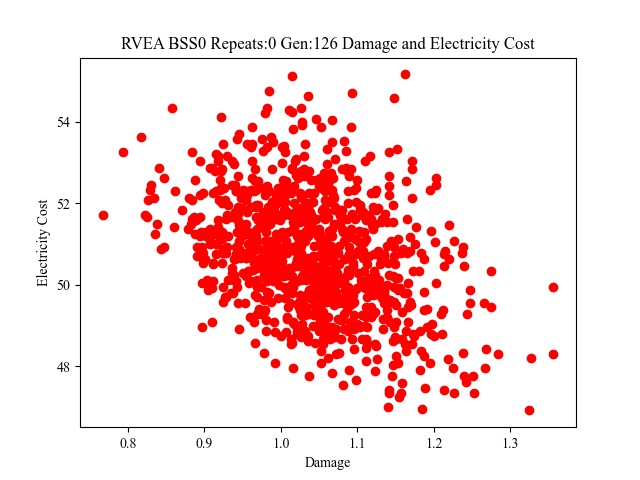 RVEA BSS0 Repeats:0 Gen:126 Damage and Electricity Cost
54
52
50
48
Electricity Cost
0.8 0.9 1.0 1.1 1.2 1.3
Damage